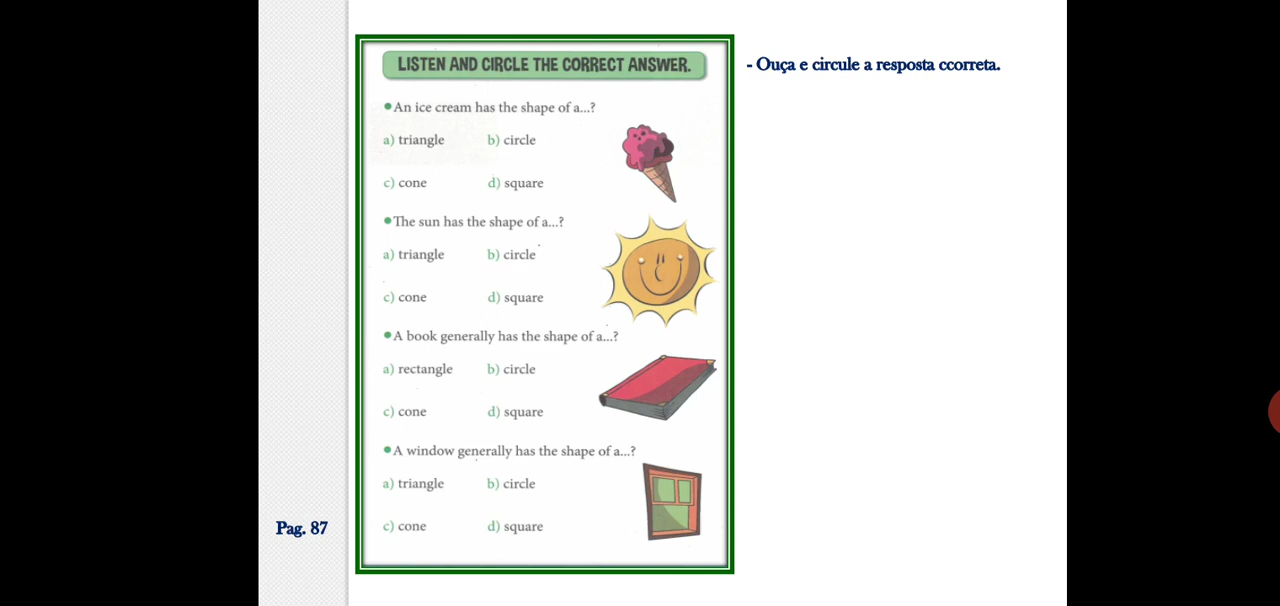 LISTEN AND CIRCLE THE CORRECT ANSWER.
- Ouça e circule a resposta ccorreta.
•An ice cream has the shape of a...?
a) triangle b) circle
c) cone d) square
•The sun has the shape of a...?
a) triangle b) circle
c) cone d) square
•A book generally has the shape of a...?
a) rectangle b) circle
c) cone d) square
•A window generally has the shape of a...?
a) triangle b) circle
c) cone d) square
Pag. 87